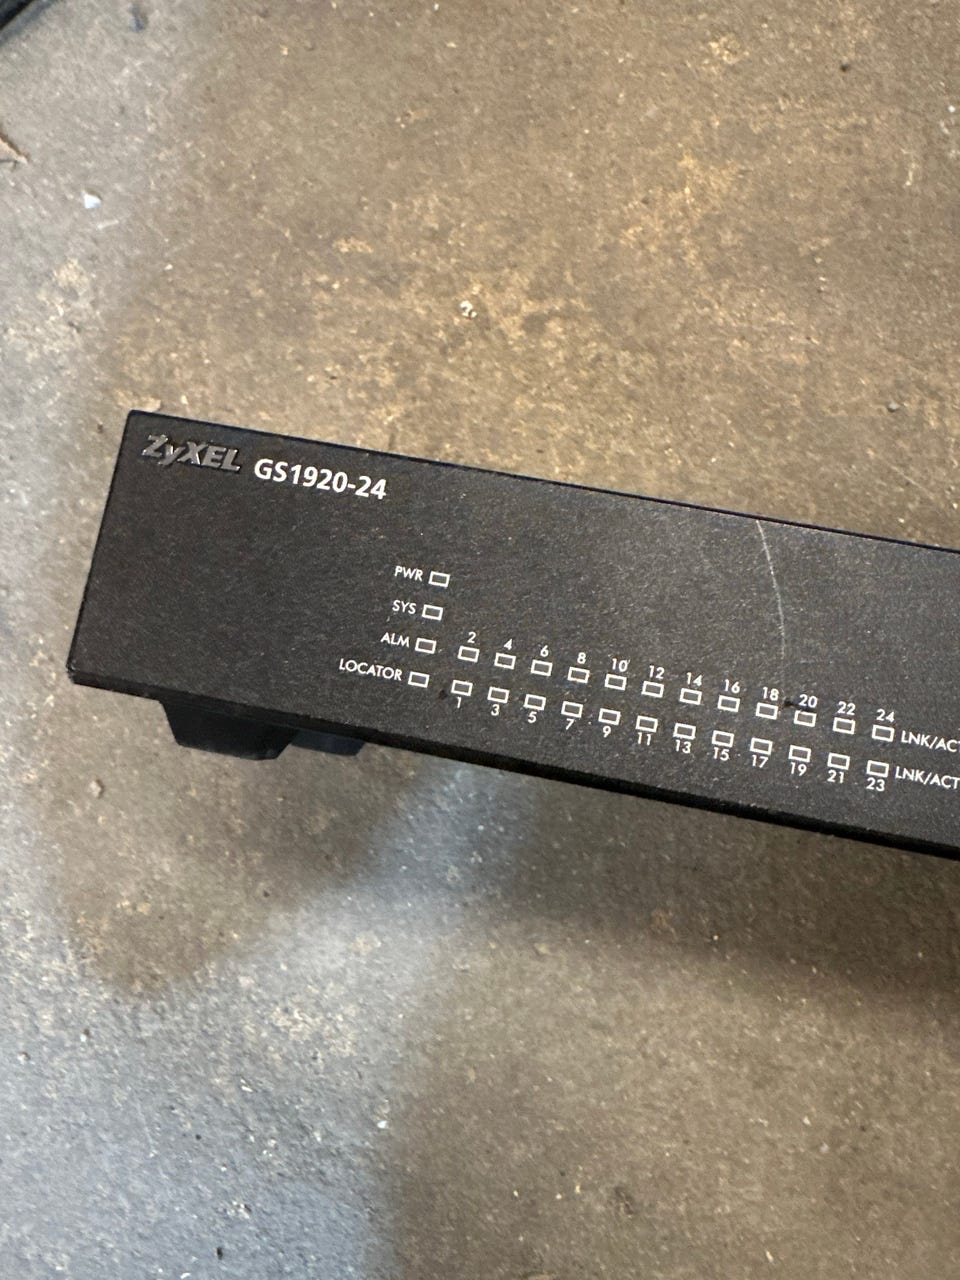 ZyXEL GS1920-24
PWR
SYS
ALM 2 4 6 8 10 12 14 16 18 20 22 24 LNK/ACT
LOCATOR 1 3 5 7 9 11 13 15 17 19 21 23 LNK/ACT